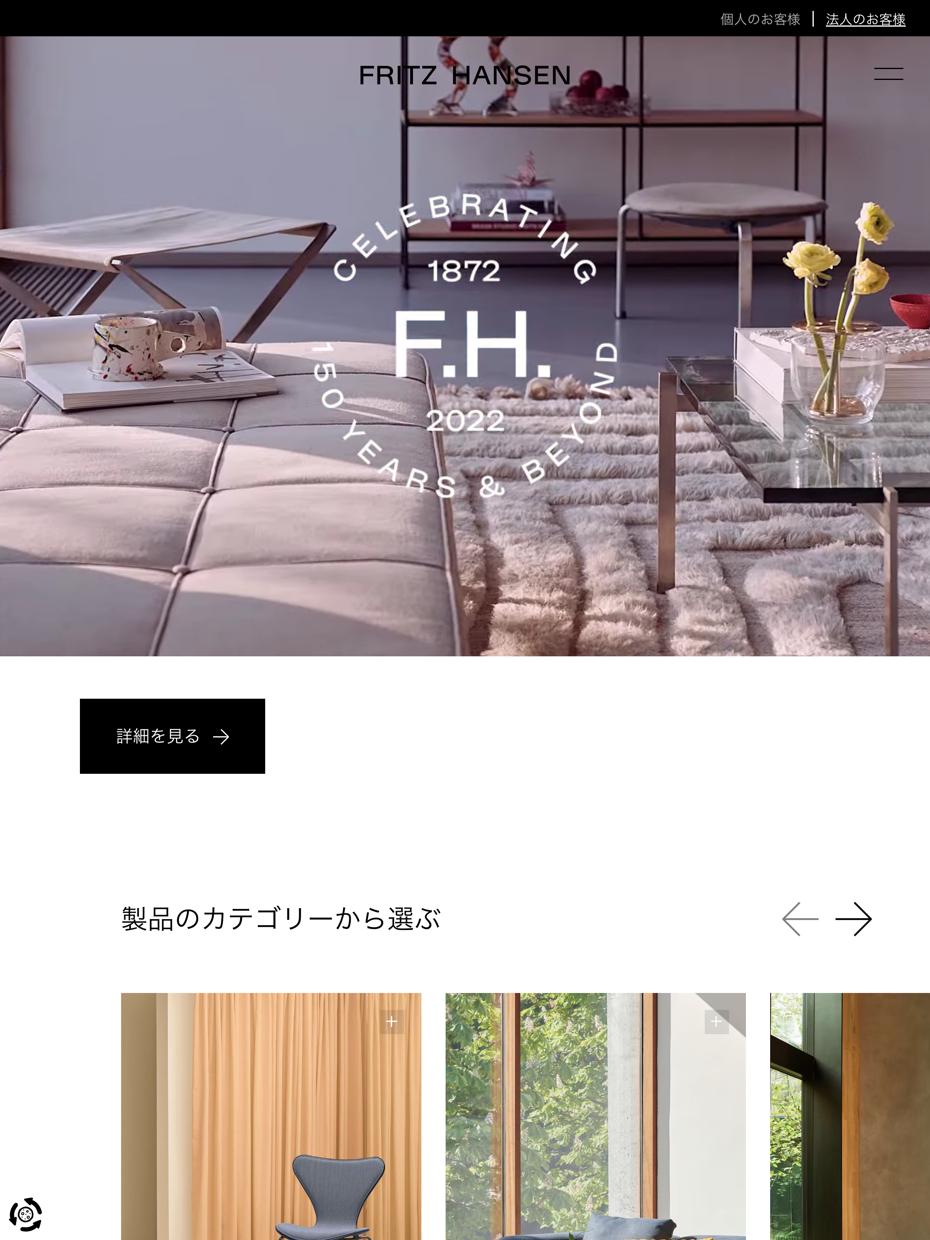 個人のお客様
法人のお客様
FRITZ HANSEN
CELEBRATING
1872
F.H.
2022
150 YEARS & BEYOND
詳細を見る
製品のカテゴリーから選ぶ